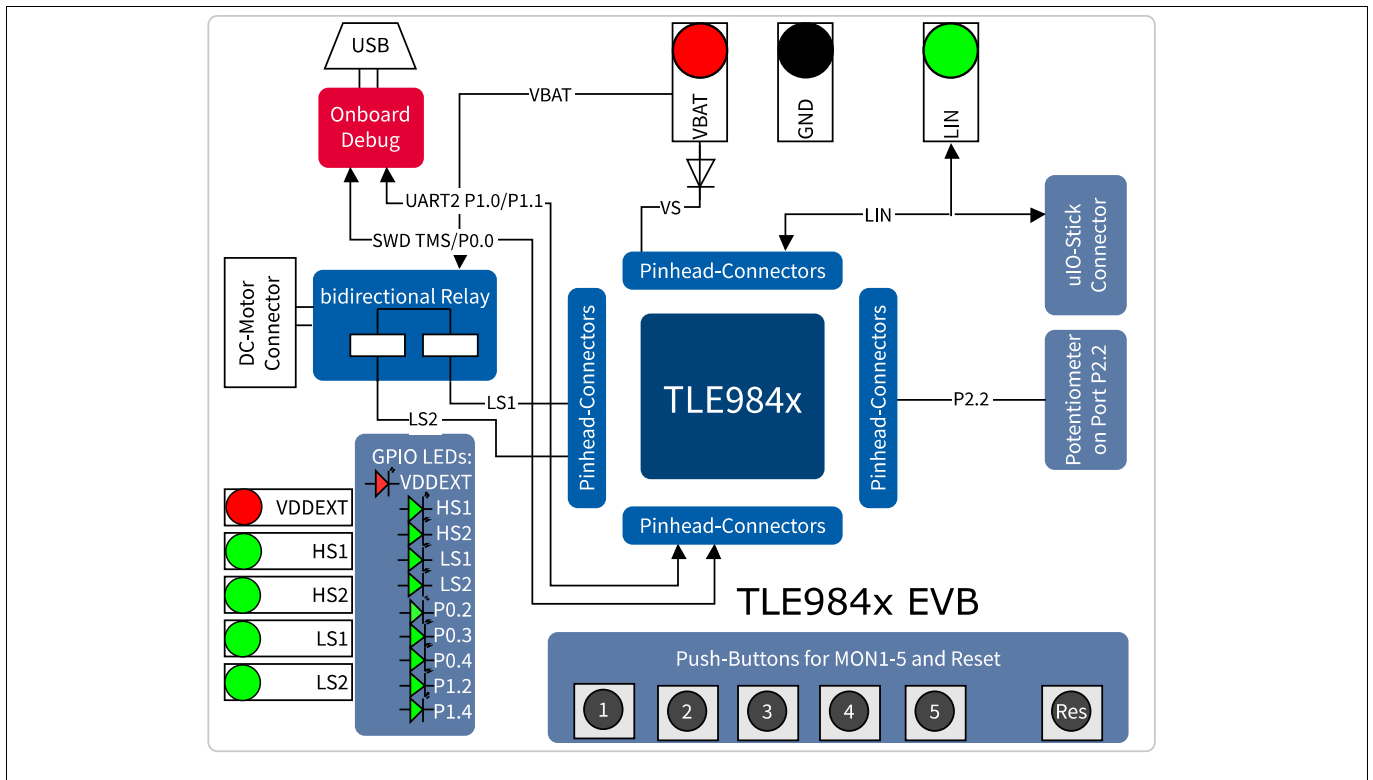 USB
Onboard
Debug
VBAT
VBAT
GND
LIN
UART2 P1.0/P1.1
VS
LIN
SWD TMS/P0.0
uIO-Stick
Connector
Pinhead-Connectors
bidirectional Relay
DC-Motor
Connector
Pinhead-Connectors
TLE984x
Pinhead-Connectors
P2.2
Potentiometer
on Port P2.2
LS1
LS2
GPIO LEDs:
VDDEXT
HS1
HS2
LS1
LS2
P0.2
P0.3
P0.4
P1.2
P1.4
VDDEXT
HS1
HS2
LS1
LS2
Pinhead-Connectors
TLE984x EVB
Push-Buttons for MON1-5 and Reset
1 2 3 4 5 Res